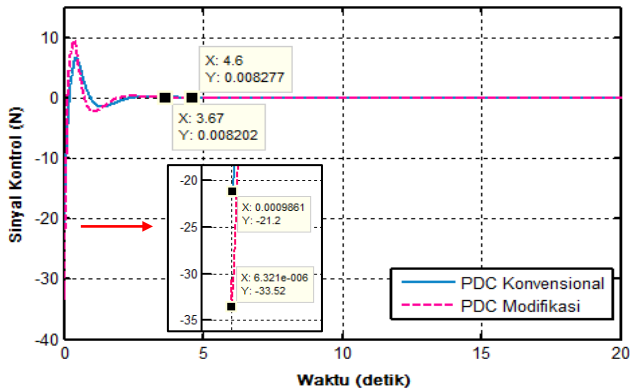 10
0
-10
-20
-30
-40
Sinyal Kontrol (N)
X: 4.6
Y: 0.008277
X: 3.67
Y: 0.008202
-20
-25
-30
-35
X: 0.0009861
Y: -21.2
X: 6.321e-006
Y: -33.52
PDC Konvensional
PDC Modifikasi
0
5
10
15
20
Waktu (detik)